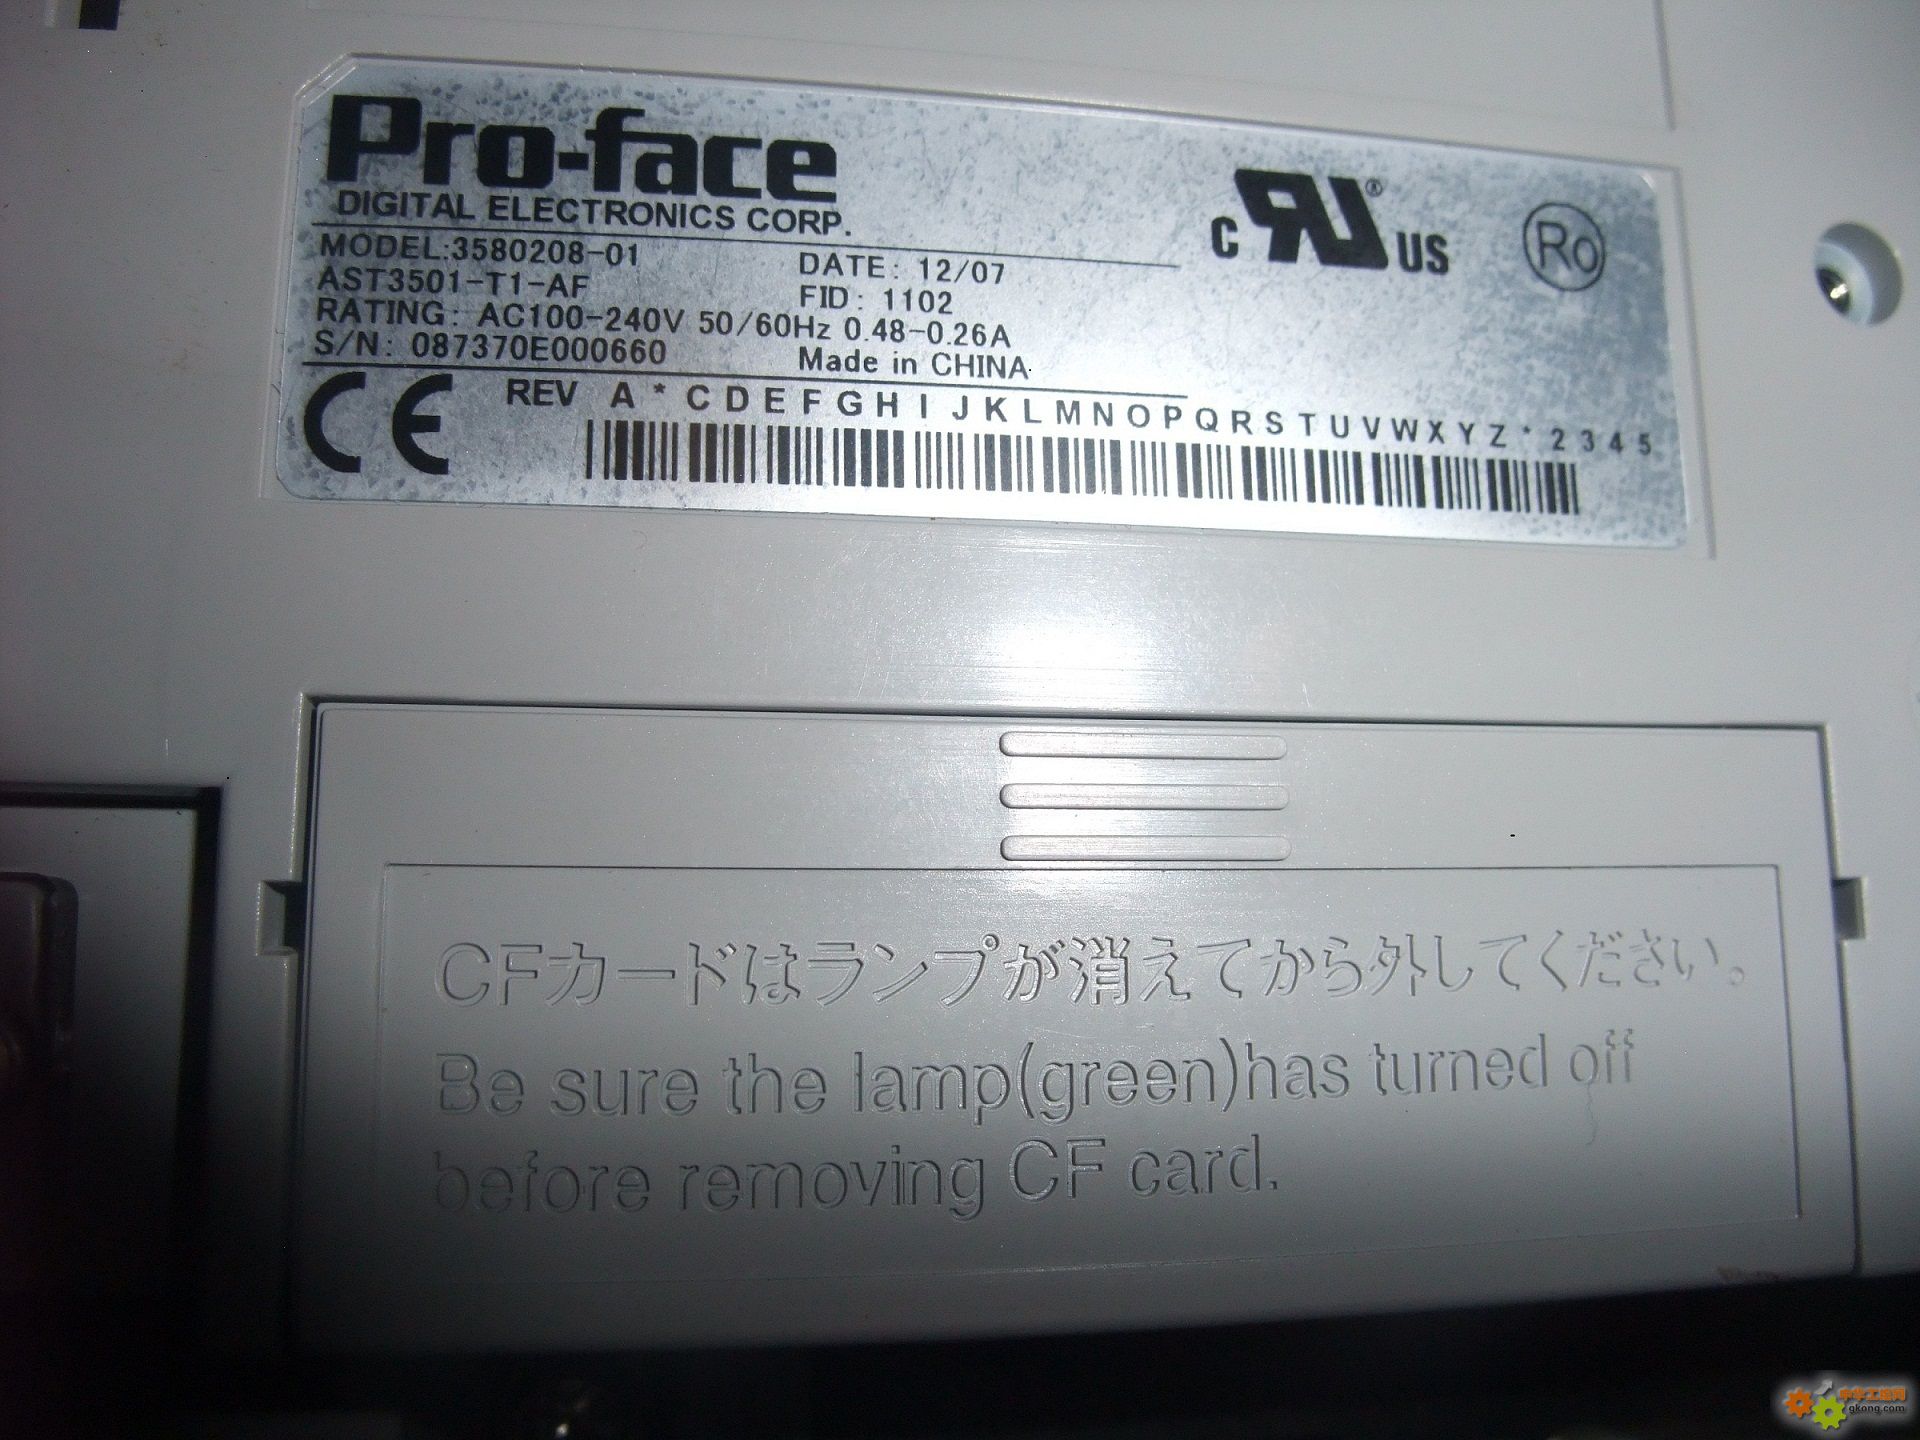 Pro-face
DIGITAL ELECTRONICS CORP.
MODEL:3580208-01
AST3501-T1-AF
DATE: 12/07
FID: 1102
RATING: AC100-240V 50/60Hz 0.48-0.26A
S/N: 087370E000660
Made in CHINA
C RU® US
Ro
CE
REV A * C D E F G H I J K L M N O P Q R S T U V W X Y Z * 2 3 4 5
CFカードはランプが消えてから外してください。
Be sure the lamp(green)has turned off
before removing CF card.
gkong.com